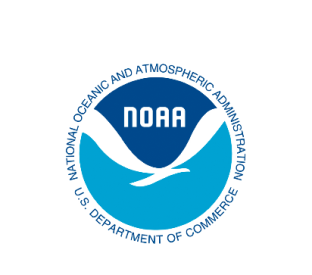 NATIONAL OCEANIC AND ATMOSPHERIC ADMINISTRATION
NOAA
U.S. DEPARTMENT OF COMMERCE